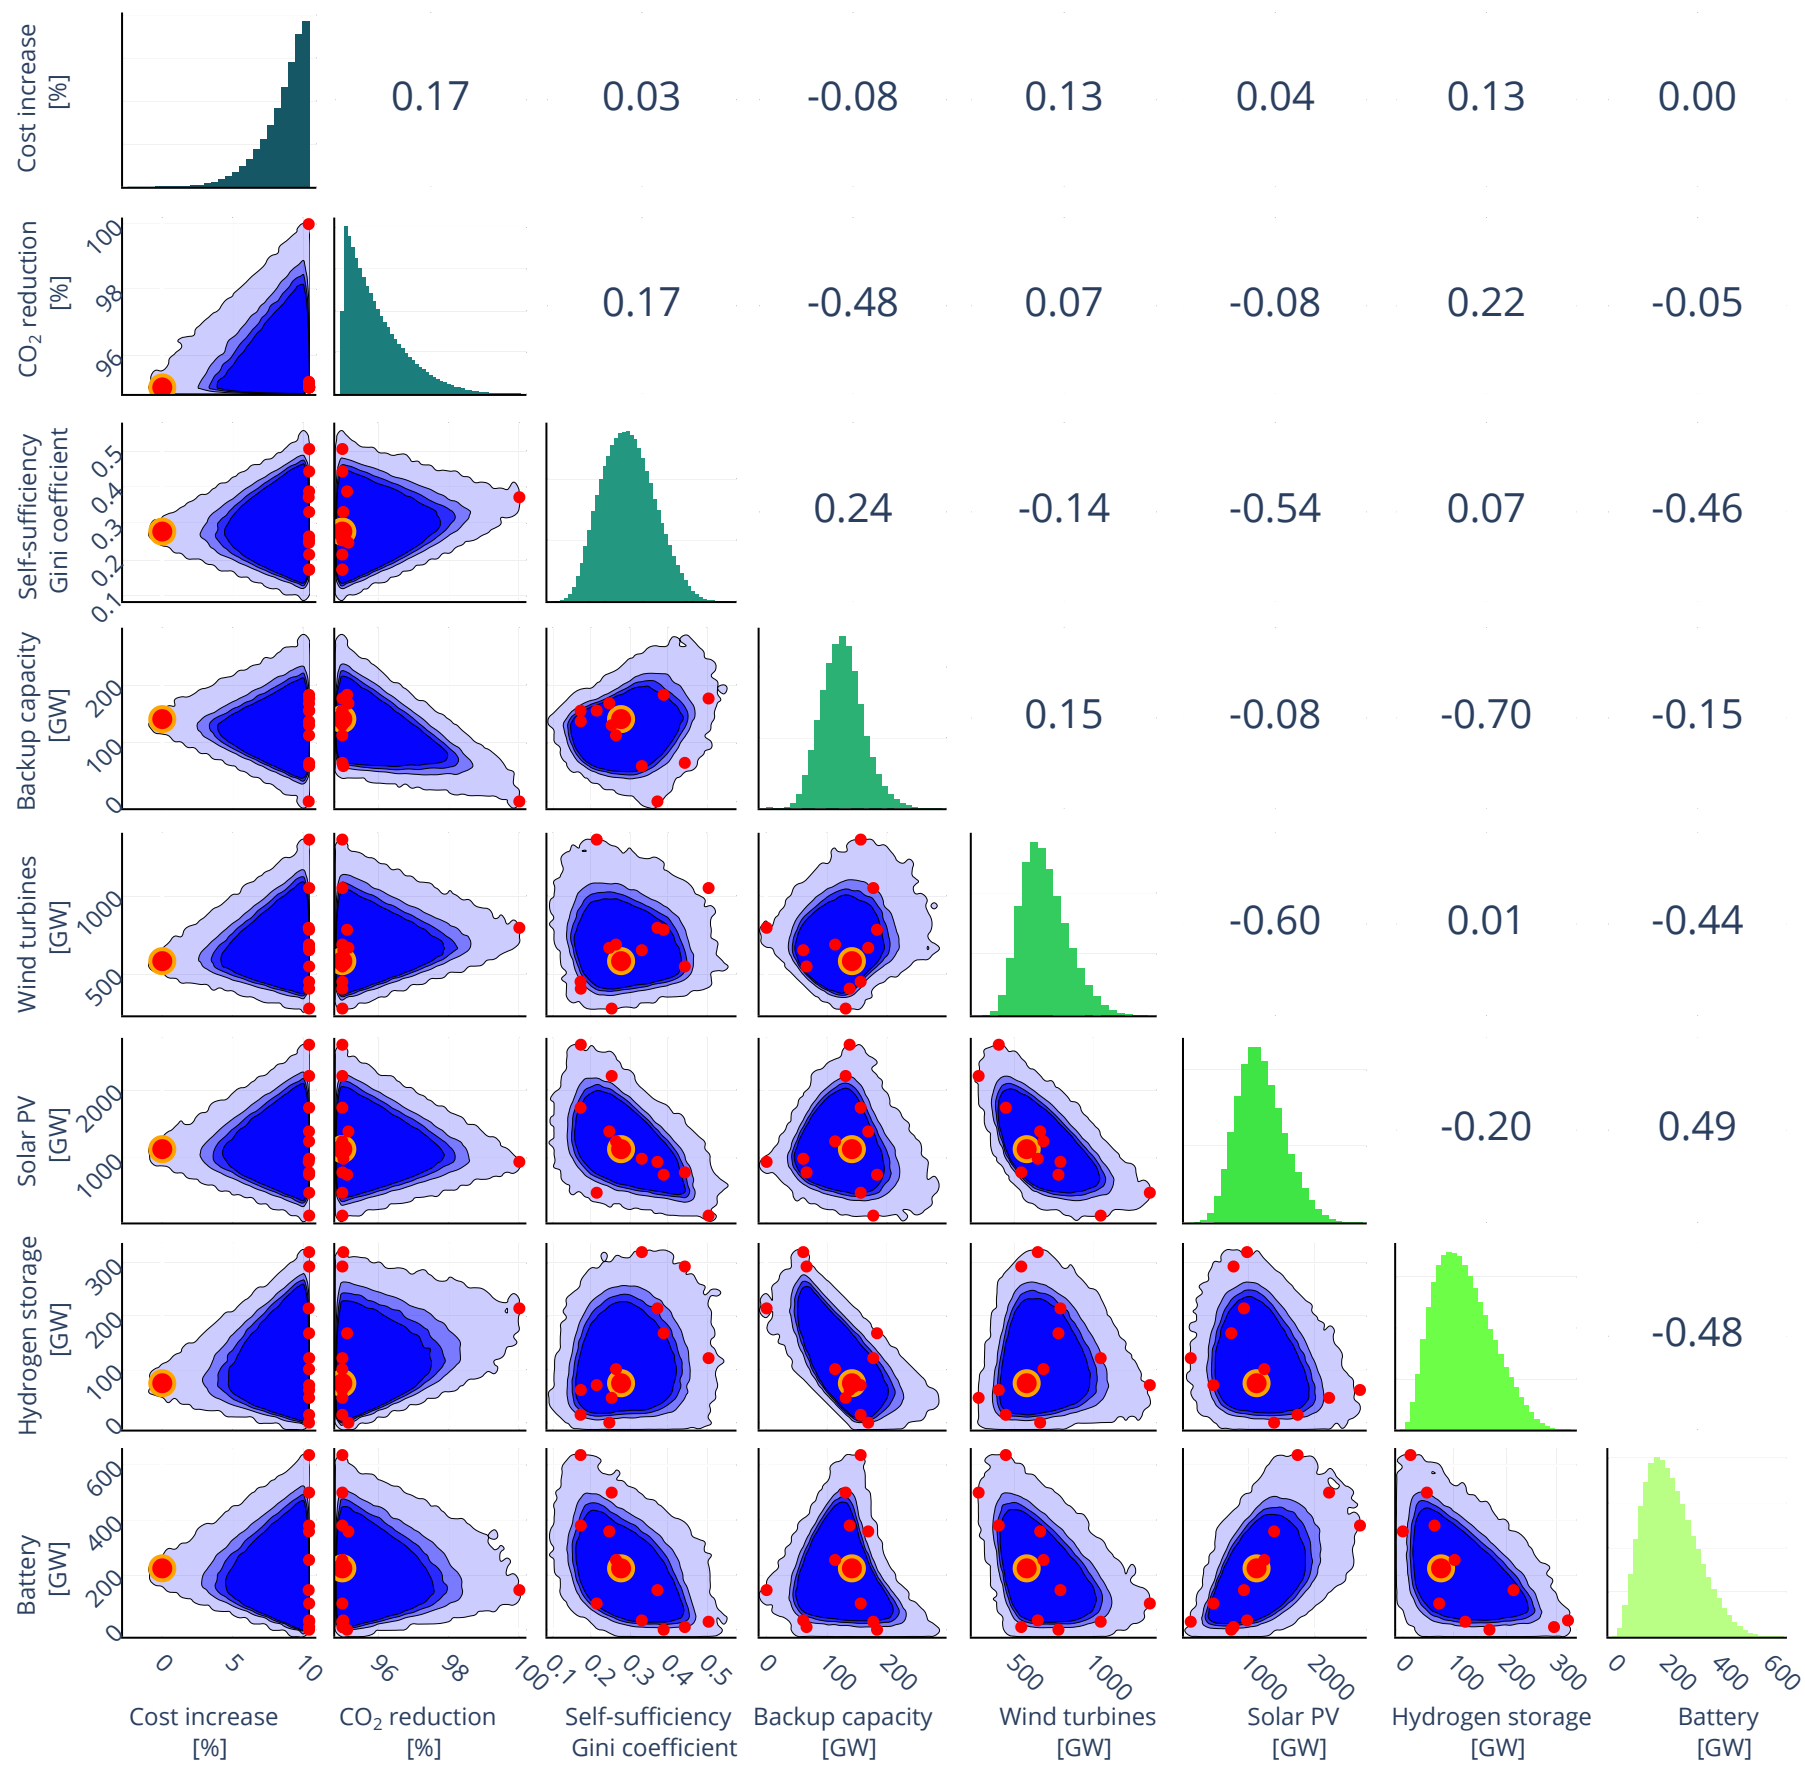 Cost increase
[%]
0.17 0.03 -0.08 0.13 0.04 0.13 0.00
CO₂ reduction
[%]
100
98
96
0.17 -0.48 0.07 -0.08 0.22 -0.05
Self-sufficiency
Gini coefficient
0.5
0.4
0.3
0.2
0.1
0.24 -0.14 -0.54 0.07 -0.46
Backup capacity
[GW]
200
100
0
0.15 -0.08 -0.70 -0.15
Wind turbines
[GW]
1000
500
-0.60 0.01 -0.44
Solar PV
[GW]
2000
1000
-0.20 0.49
Hydrogen storage
[GW]
300
200
100
0
-0.48
Battery
[GW]
600
400
200
0
0 5 10 96 98 100 0.1 0.2 0.3 0.4 0.5 0 100 200 500 1000 1000 2000 0 100 200 300 0 200 400 600
Cost increase CO₂ reduction Self-sufficiency Backup capacity Wind turbines Solar PV Hydrogen storage Battery
[%] [%] Gini coefficient [GW] [GW] [GW] [GW] [GW]